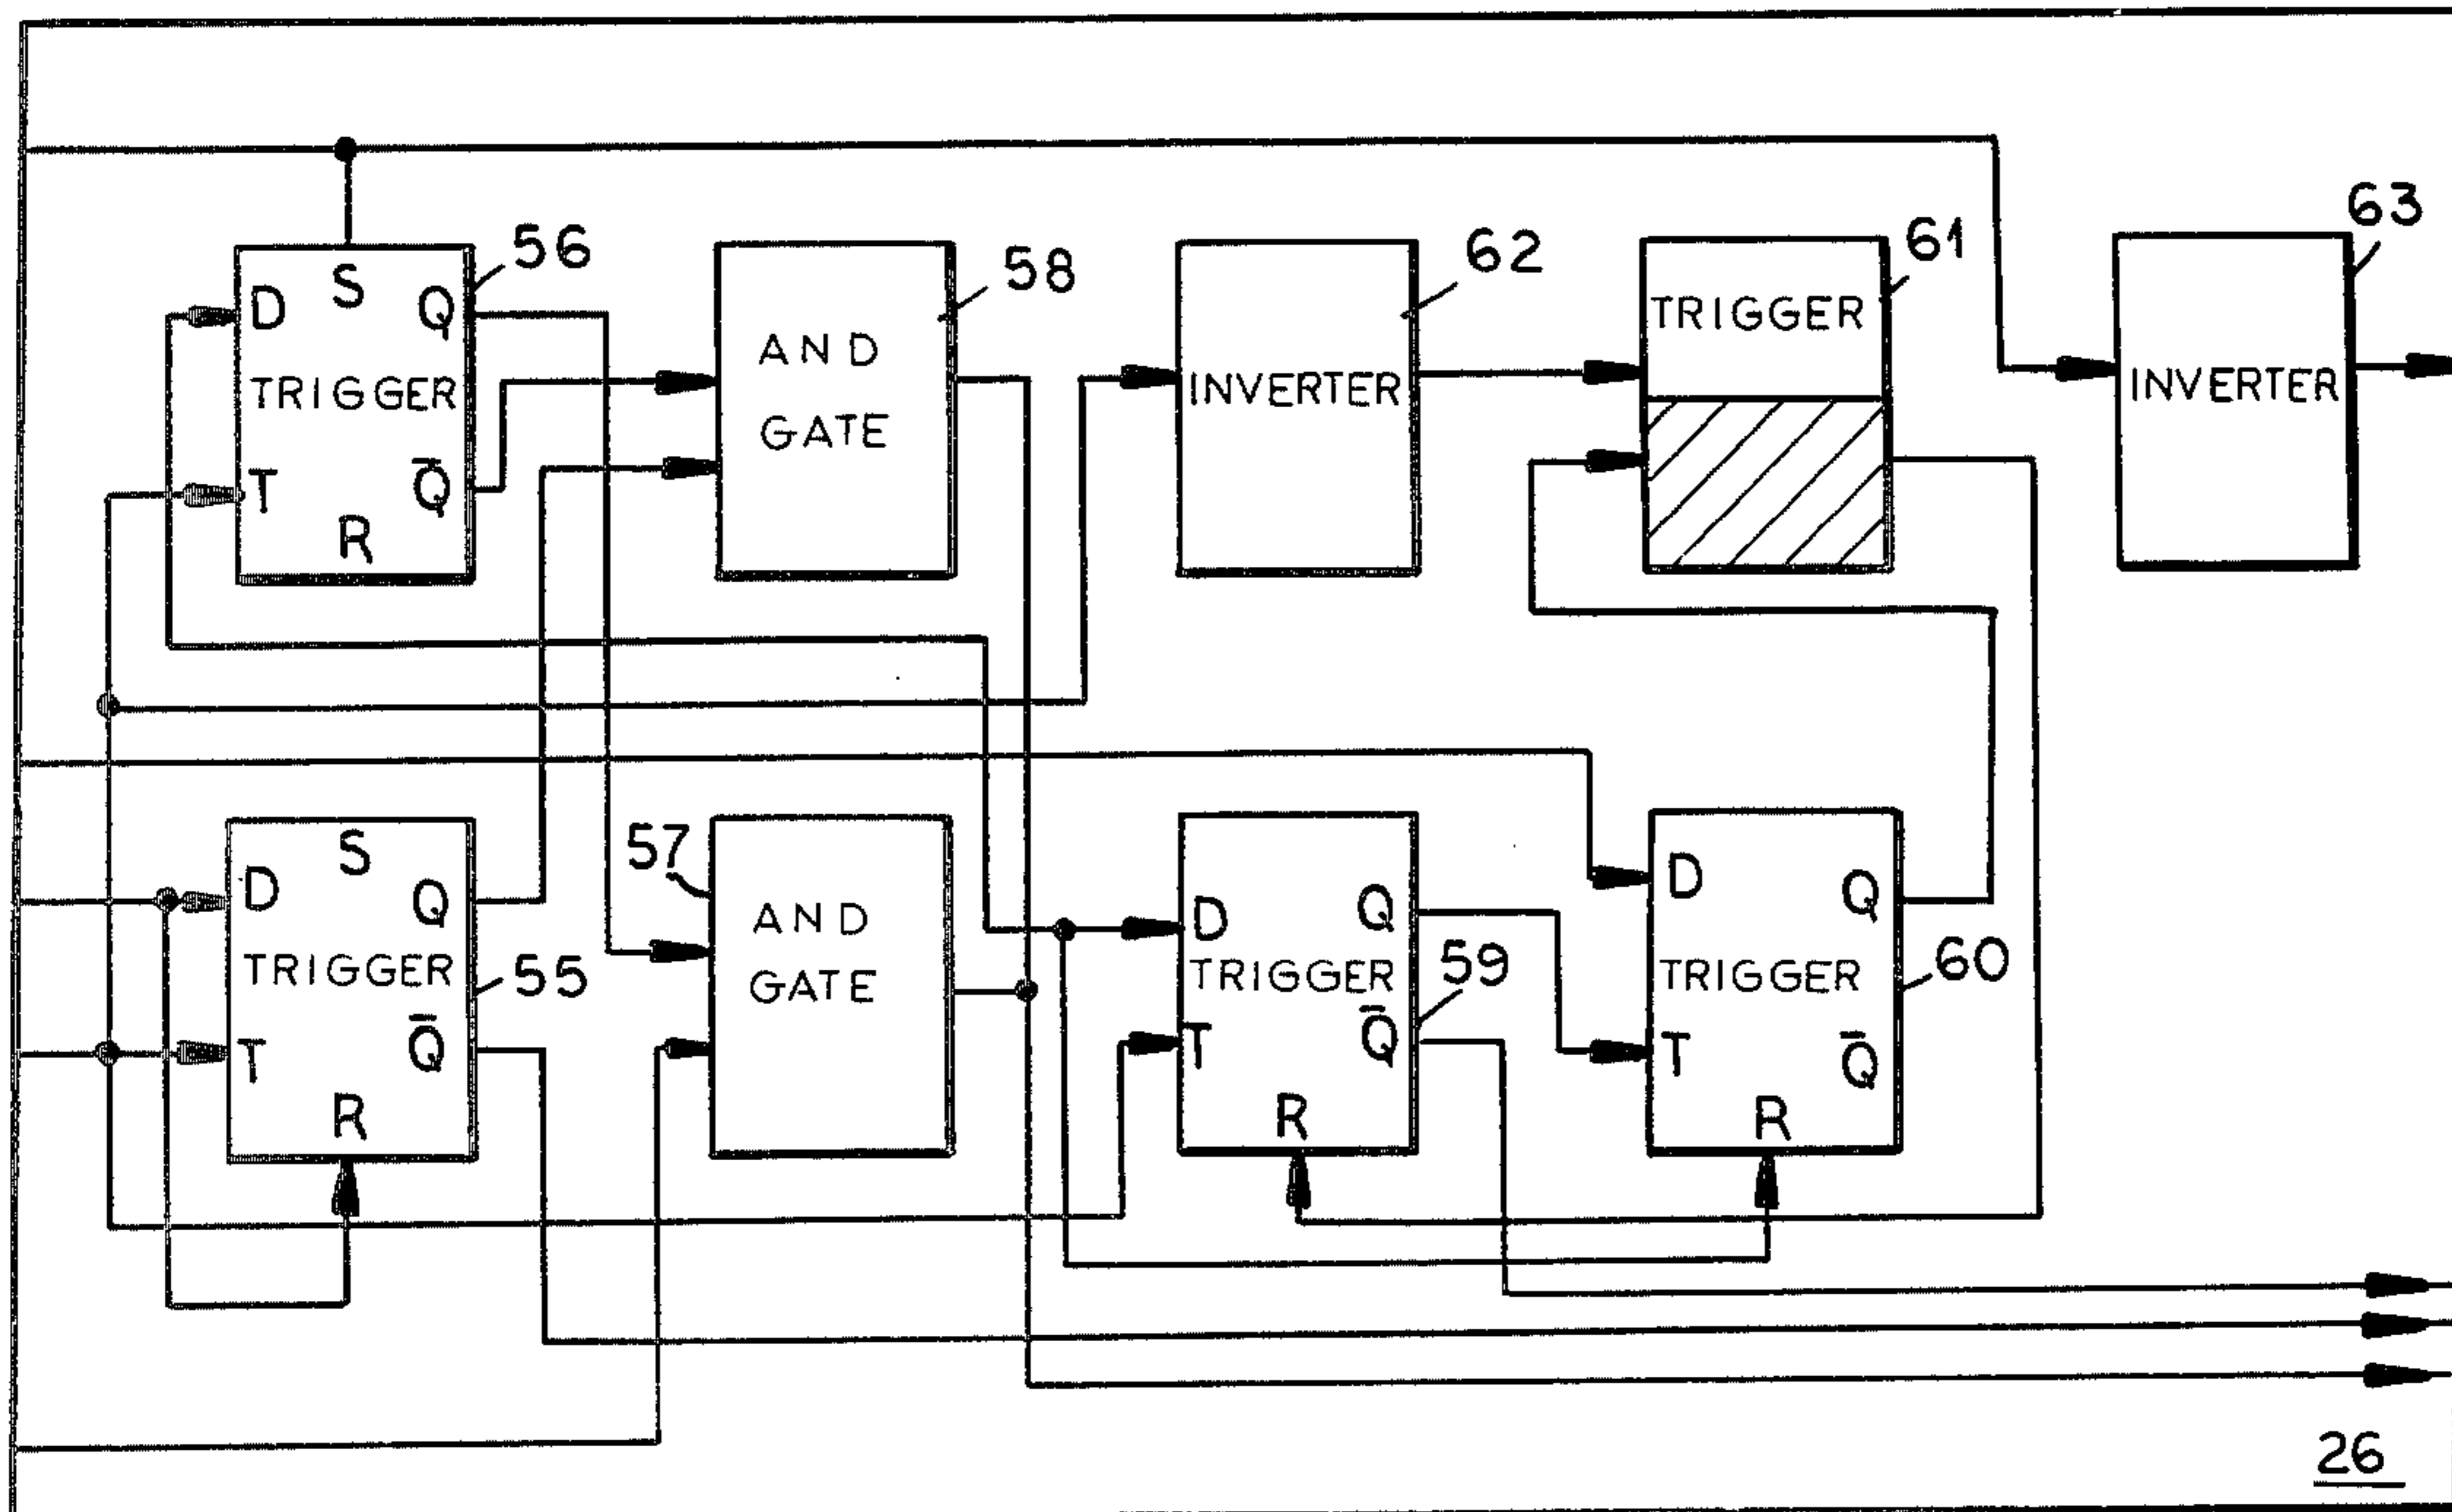 56
D S Q
TRIGGER
T Q̄
R
58
AND
GATE
62
INVERTER
61
TRIGGER
63
INVERTER
55
S
D Q
TRIGGER
T Q̄
R
57
AND
GATE
59
D Q
TRIGGER
T Q̄
R
60
D Q
TRIGGER
T Q̄
R
26